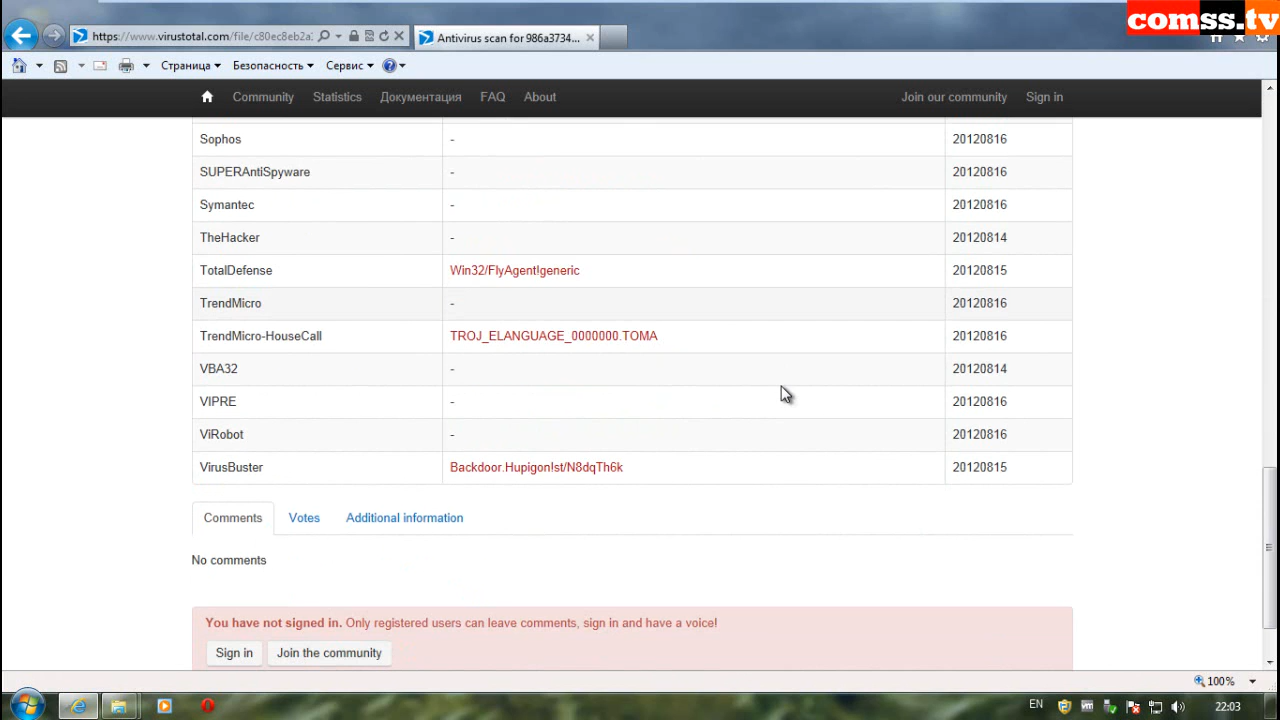 comss.tv
https://www.virustotal.com/file/c80ec8eb2a
Antivirus scan for 986a3734...
Страница
Безопасность
Сервис
Community
Statistics
Документация
FAQ
About
Join our community
Sign in
Sophos - 20120816
SUPERAntiSpyware - 20120816
Symantec - 20120816
TheHacker - 20120814
TotalDefense Win32/FlyAgent!generic 20120815
TrendMicro - 20120816
TrendMicro-HouseCall TROJ_ELANGUAGE_0000000.TOMA 20120816
VBA32 - 20120814
VIPRE - 20120816
ViRobot - 20120816
VirusBuster Backdoor.Hupigon!st/N8dqTh6k 20120815
Comments
Votes
Additional information
No comments
You have not signed in. Only registered users can leave comments, sign in and have a voice!
Sign in
Join the community
100%
EN
22:03